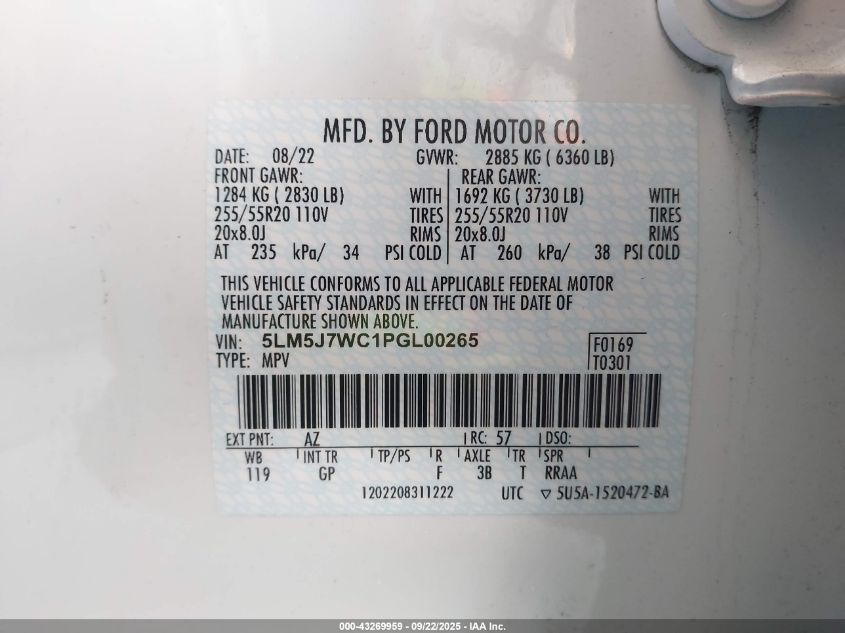 MFD. BY FORD MOTOR CO.
DATE: 08/22 GVWR: 2885 KG ( 6360 LB)
FRONT GAWR: REAR GAWR:
1284 KG ( 2830 LB) WITH 1692 KG ( 3730 LB) WITH
255/55R20 110V TIRES 255/55R20 110V TIRES
20x8.0J RIMS 20x8.0J RIMS
AT 235 kPa/ 34 PSI COLD AT 260 kPa/ 38 PSI COLD
THIS VEHICLE CONFORMS TO ALL APPLICABLE FEDERAL MOTOR
VEHICLE SAFETY STANDARDS IN EFFECT ON THE DATE OF
MANUFACTURE SHOWN ABOVE.
VIN: 5LM5J7WC1PGL00265 F0169
TYPE: MPV T0301
EXT PNT: AZ RC: 57 DSO:
WB INT TR TP/PS R AXLE TR SPR
119 GP F 3B T RRAA
1202208311222 UTC ▽ 5U5A-1520472-BA
000-43269959 - 09/22/2025 - IAA Inc.